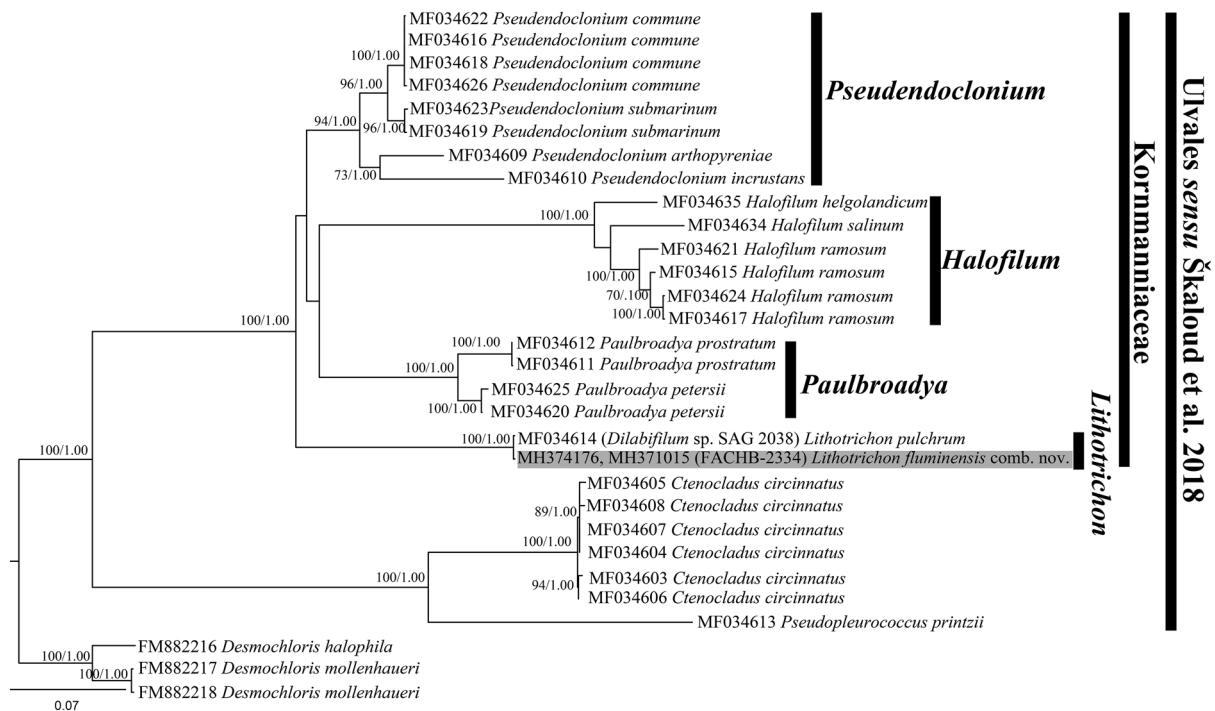 MF034622 Pseudendoclonium commune
MF034616 Pseudendoclonium commune
100/1.00
MF034618 Pseudendoclonium commune
96/1.00
MF034626 Pseudendoclonium commune
Pseudendoclonium
MF034623Pseudendoclonium submarinum
94/1.00
96/1.00
MF034619 Pseudendoclonium submarinum
MF034609 Pseudendoclonium arthopyreniae
73/1.00
MF034610 Pseudendoclonium incrustans
MF034635 Halofilum helgolandicum
100/1.00
MF034634 Halofilum salinum
MF034621 Halofilum ramosum
Halofilum
100/1.00
MF034615 Halofilum ramosum
70/.100
MF034624 Halofilum ramosum
100/1.00
MF034617 Halofilum ramosum
100/1.00
100/1.00
MF034612 Paulbroadya prostratum
100/1.00
MF034611 Paulbroadya prostratum
Paulbroadya
MF034625 Paulbroadya petersii
100/1.00
MF034620 Paulbroadya petersii
100/1.00
MF034614 (Dilabifilum sp. SAG 2038) Lithotrichon pulchrum
MH374176, MH371015 (FACHB-2334) Lithotrichon fluminensis comb. nov.
Lithotrichon
Kornmanniaceae
Ulvales sensu Škaloud et al. 2018
100/1.00
MF034605 Ctenocladus circinnatus
89/1.00
MF034608 Ctenocladus circinnatus
MF034607 Ctenocladus circinnatus
100/1.00
MF034604 Ctenocladus circinnatus
100/1.00
94/1.00
MF034603 Ctenocladus circinnatus
MF034606 Ctenocladus circinnatus
MF034613 Pseudopleurococcus printzii
FM882216 Desmochloris halophila
100/1.00
100/1.00
FM882217 Desmochloris mollenhaueri
FM882218 Desmochloris mollenhaueri
0.07